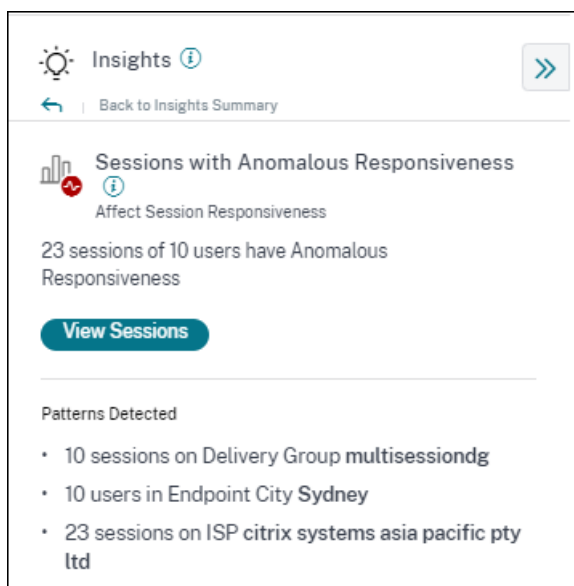 Insights
Back to Insights Summary
Sessions with Anomalous Responsiveness
Affect Session Responsiveness
23 sessions of 10 users have Anomalous
Responsiveness
View Sessions
Patterns Detected
• 10 sessions on Delivery Group multisessiondg
• 10 users in Endpoint City Sydney
• 23 sessions on ISP citrix systems asia pacific pty
ltd